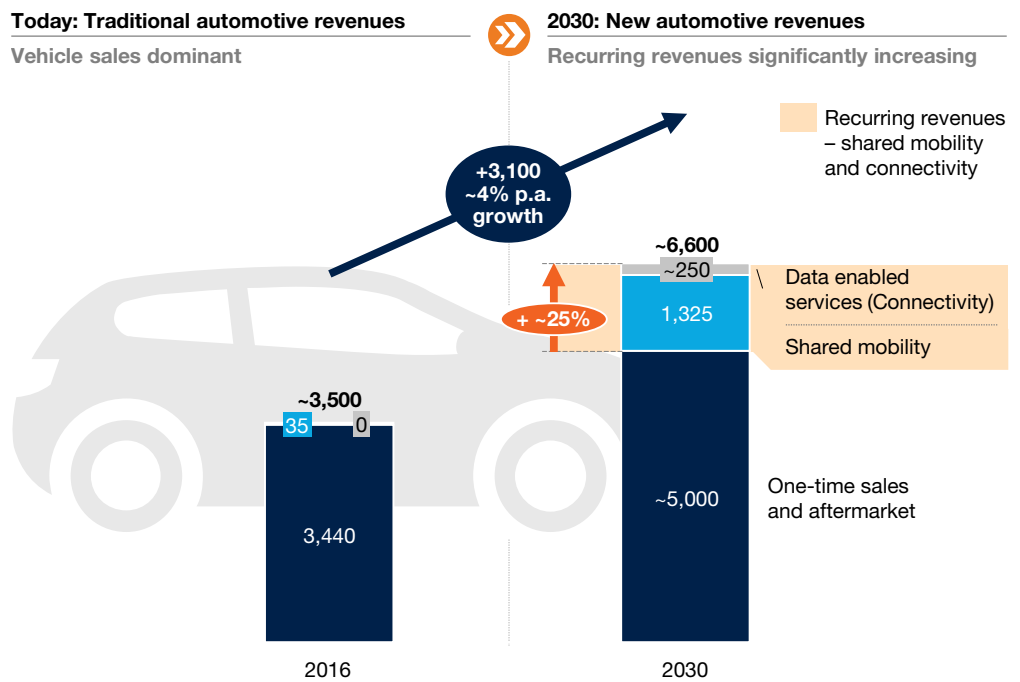 Today: Traditional automotive revenues
Vehicle sales dominant
2030: New automotive revenues
Recurring revenues significantly increasing
Recurring revenues
– shared mobility
and connectivity
+3,100
~4% p.a.
growth
~6,600
~250
1,325
+ ~25%
Data enabled
services (Connectivity)
Shared mobility
~3,500
35
0
3,440
~5,000
One-time sales
and aftermarket
2016
2030